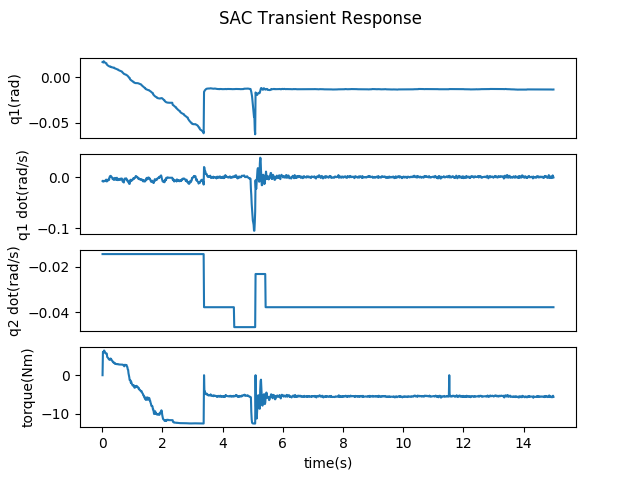 SAC Transient Response
q1(rad)
0.00
−0.05
q1 dot(rad/s)
0.0
−0.1
q2 dot(rad/s)
−0.02
−0.04
torque(Nm)
0
−10
0 2 4 6 8 10 12 14
time(s)